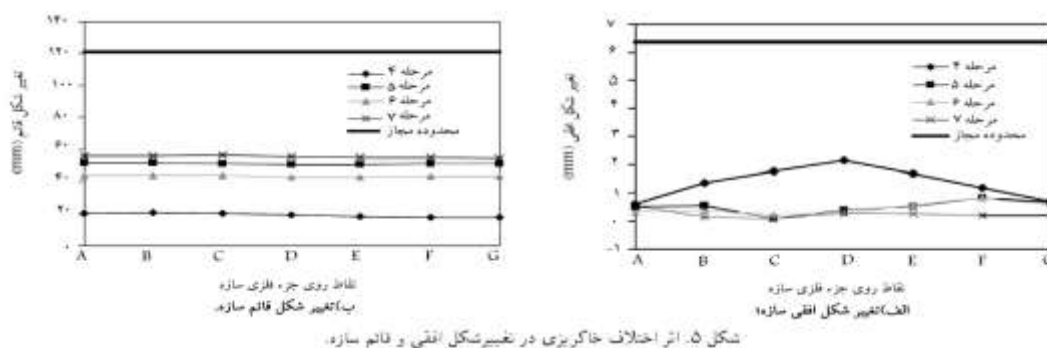 ۷
۶
۵
۴
۳
۲
۱
۰
-۱
تغییر شکل افقی (mm)
مرحله ۴
مرحله ۵
مرحله ۶
مرحله ۷
محدوده مجاز
A B C D E F G
نقاط روی جزء فلزی سازه
الف)تغییر شکل افقی سازه؛
۱۴۰
۱۲۰
۱۰۰
۸۰
۶۰
۴۰
۲۰
۰
تغییر شکل قائم (mm)
مرحله ۴
مرحله ۵
مرحله ۶
مرحله ۷
محدوده مجاز
A B C D E F G
نقاط روی جزء فلزی سازه
ب)تغییر شکل قائم سازه.
شکل ۵. اثر اختلاف خاکریزی در تغییرشکل افقی و قائم سازه.